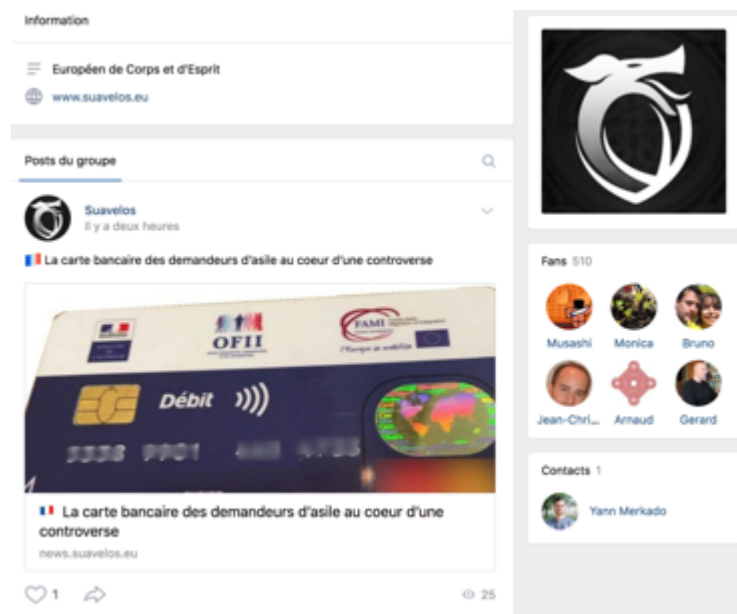 Information
Européen de Corps et d'Esprit
www.suavelos.eu
Posts du groupe
Suavelos
Il y a deux heures
La carte bancaire des demandeurs d'asile au coeur d'une controverse
OFII
FAMI
l'Europe se mobilise
Débit
La carte bancaire des demandeurs d'asile au coeur d'une
controverse
news.suavelos.eu
1
25
Fans 510
Musashi Monica Bruno
Jean-Chri... Arnaud Gerard
Contacts 1
Yann Merkado